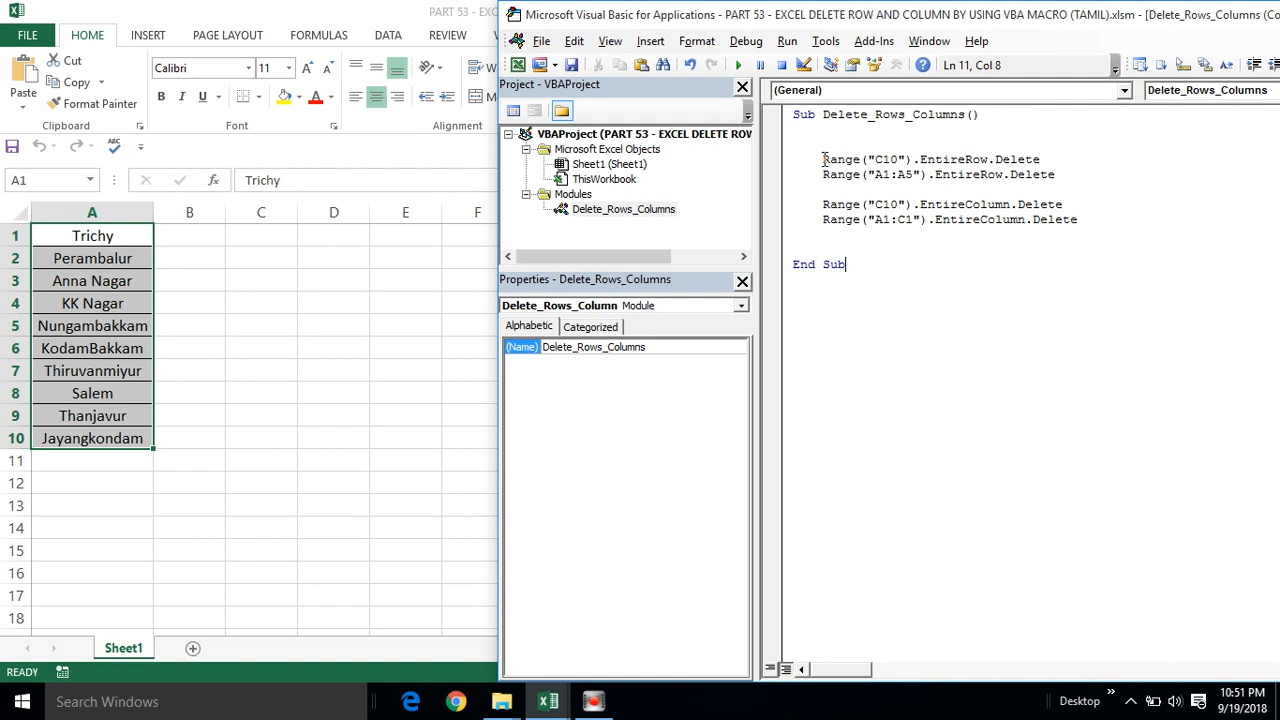 PART 53 - EXC
Microsoft Visual Basic for Applications - PART 53 - EXCEL DELETE ROW AND COLUMN BY USING VBA MACRO (TAMIL).xlsm - [Delete_Rows_Columns (Co
FILE HOME INSERT PAGE LAYOUT FORMULAS DATA REVIEW
File Edit View Insert Format Debug Run Tools Add-Ins Window Help
Paste
Cut
Copy
Format Painter
Clipboard
Calibri 11
B I U
Font
W
M
Alignment
Ln 11, Col 8
A1 Trichy
A B C D E F
1 Trichy
2 Perambalur
3 Anna Nagar
4 KK Nagar
5 Nungambakkam
6 KodamBakkam
7 Thiruvanmiyur
8 Salem
9 Thanjavur
10 Jayangkondam
11
12
13
14
15
16
17
18
Sheet1
READY
Project - VBAProject
VBAProject (PART 53 - EXCEL DELETE ROW
Microsoft Excel Objects
Sheet1 (Sheet1)
ThisWorkbook
Modules
Delete_Rows_Columns
Properties - Delete_Rows_Columns
Delete_Rows_Column Module
Alphabetic Categorized
(Name) Delete_Rows_Columns
(General) Delete_Rows_Columns
Sub Delete_Rows_Columns()
Range("C10").EntireRow.Delete
Range("A1:A5").EntireRow.Delete
Range("C10").EntireColumn.Delete
Range("A1:C1").EntireColumn.Delete
End Sub
Search Windows
Desktop
10:51 PM
9/19/2018